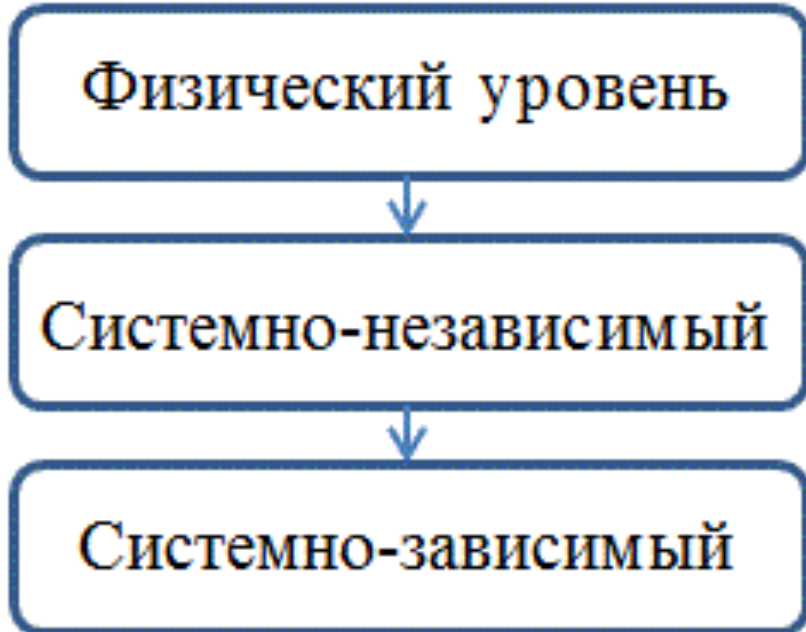 Физический уровень
Системно-независимый
Системно-зависимый